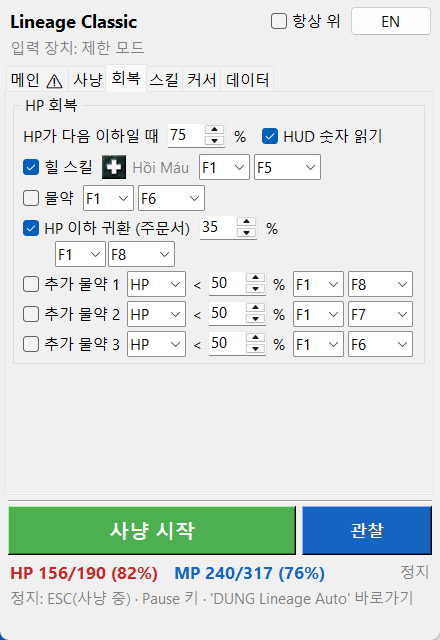 Lineage Classic
항상 위
EN
입력 장치: 제한 모드
메인 ⚠ 사냥 회복 스킬 커서 데이터
HP 회복
HP가 다음 이하일 때 75 % HUD 숫자 읽기
힐 스킬 Hồi Máu F1 F5
물약 F1 F6
HP 이하 귀환 (주문서) 35 %
F1 F8
추가 물약 1 HP < 50 % F1 F8
추가 물약 2 HP < 50 % F1 F7
추가 물약 3 HP < 50 % F1 F6
사냥 시작
관찰
HP 156/190 (82%) MP 240/317 (76%) 정지
정지: ESC(사냥 중) · Pause 키 · 'DUNG Lineage Auto' 바로가기